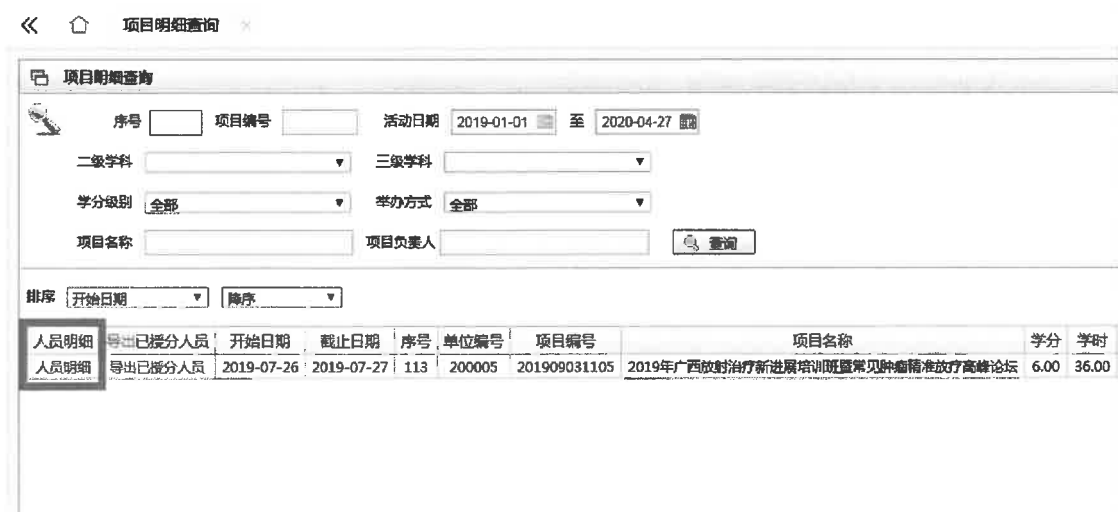 项目明细查询 ×
项目明细查询
序号 项目编号 活动日期 2019-01-01 至 2020-04-27
二级学科 三级学科
学分级别 全部 举办方式 全部
项目名称 项目负责人 查询
排序 开始日期 降序
人员明细 导出已授分人员 开始日期 截止日期 序号 单位编号 项目编号 项目名称 学分 学时
人员明细 导出已授分人员 2019-07-26 2019-07-27 113 200005 201909031105 2019年广西放射治疗新进展培训班暨常见肿瘤精准放疗高峰论坛 6.00 36.00